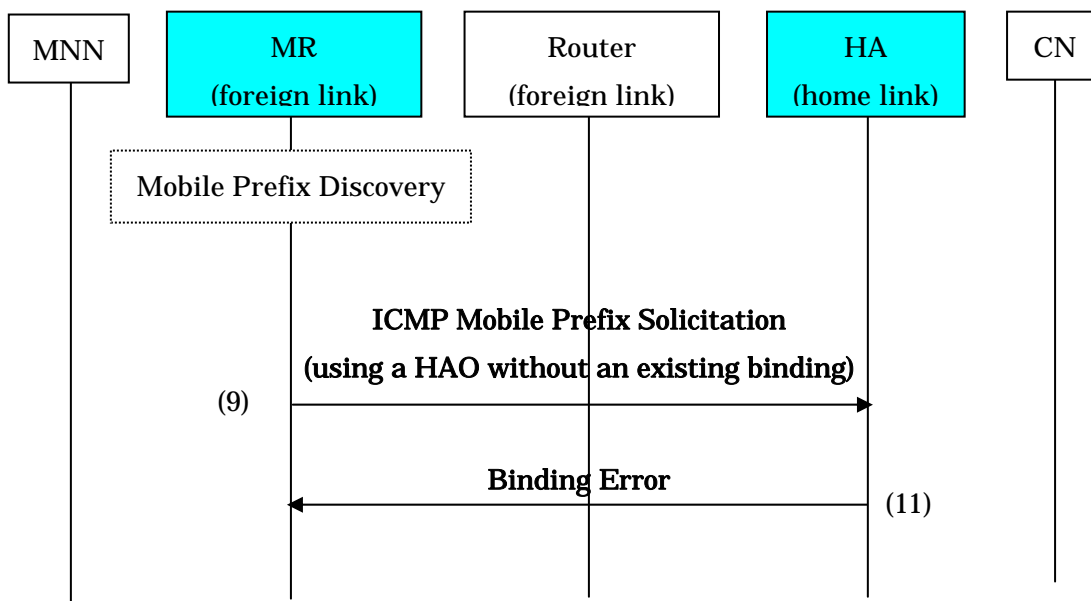 MNN
MR
(foreign link)
Router
(foreign link)
HA
(home link)
CN
Mobile Prefix Discovery
ICMP Mobile Prefix Solicitation
(using a HAO without an existing binding)
(9)
Binding Error
(11)